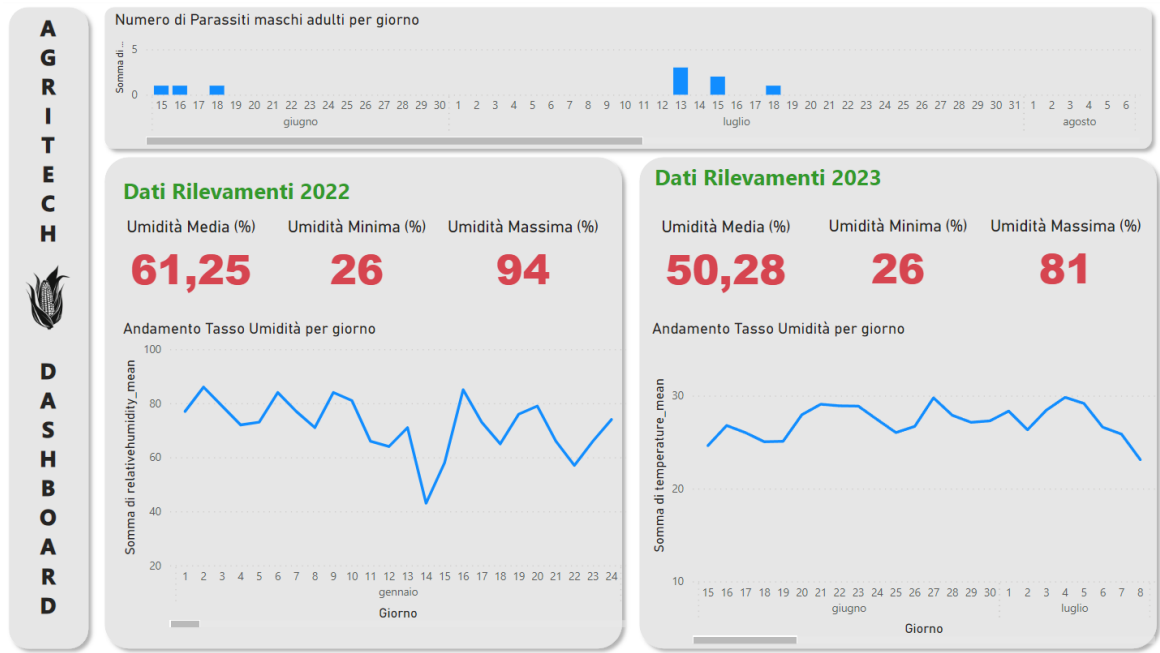 AGRITECH
DASHBOARD
Numero di Parassiti maschi adulti per giorno
Somma di ...
5
0
15 16 17 18 19 20 21 22 23 24 25 26 27 28 29 30 1 2 3 4 5 6 7 8 9 10 11 12 13 14 15 16 17 18 19 20 21 22 23 24 25 26 27 28 29 30 31 1 2 3 4 5 6
giugno luglio agosto
Dati Rilevamenti 2022
Umidità Media (%) Umidità Minima (%) Umidità Massima (%)
61,25 26 94
Andamento Tasso Umidità per giorno
Somma di relativehumidity_mean
100
80
60
40
20
1 2 3 4 5 6 7 8 9 10 11 12 13 14 15 16 17 18 19 20 21 22 23 24
gennaio
Giorno
Dati Rilevamenti 2023
Umidità Media (%) Umidità Minima (%) Umidità Massima (%)
50,28 26 81
Andamento Tasso Umidità per giorno
Somma di temperature_mean
30
20
10
15 16 17 18 19 20 21 22 23 24 25 26 27 28 29 30 1 2 3 4 5 6 7 8
giugno luglio
Giorno